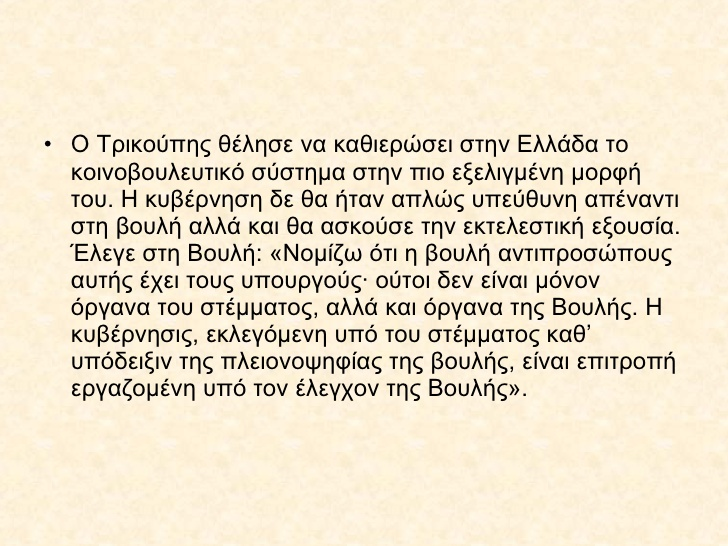 • Ο Τρικούπης θέλησε να καθιερώσει στην Ελλάδα το
κοινοβουλευτικό σύστημα στην πιο εξελιγμένη μορφή
του. Η κυβέρνηση δε θα ήταν απλώς υπεύθυνη απέναντι
στη βουλή αλλά και θα ασκούσε την εκτελεστική εξουσία.
Έλεγε στη Βουλή: «Νομίζω ότι η βουλή αντιπροσώπους
αυτής έχει τους υπουργούς· ούτοι δεν είναι μόνον
όργανα του στέμματος, αλλά και όργανα της Βουλής. Η
κυβέρνησις, εκλεγόμενη υπό του στέμματος καθ’
υπόδειξιν της πλειονοψηφίας της βουλής, είναι επιτροπή
εργαζομένη υπό τον έλεγχον της Βουλής».